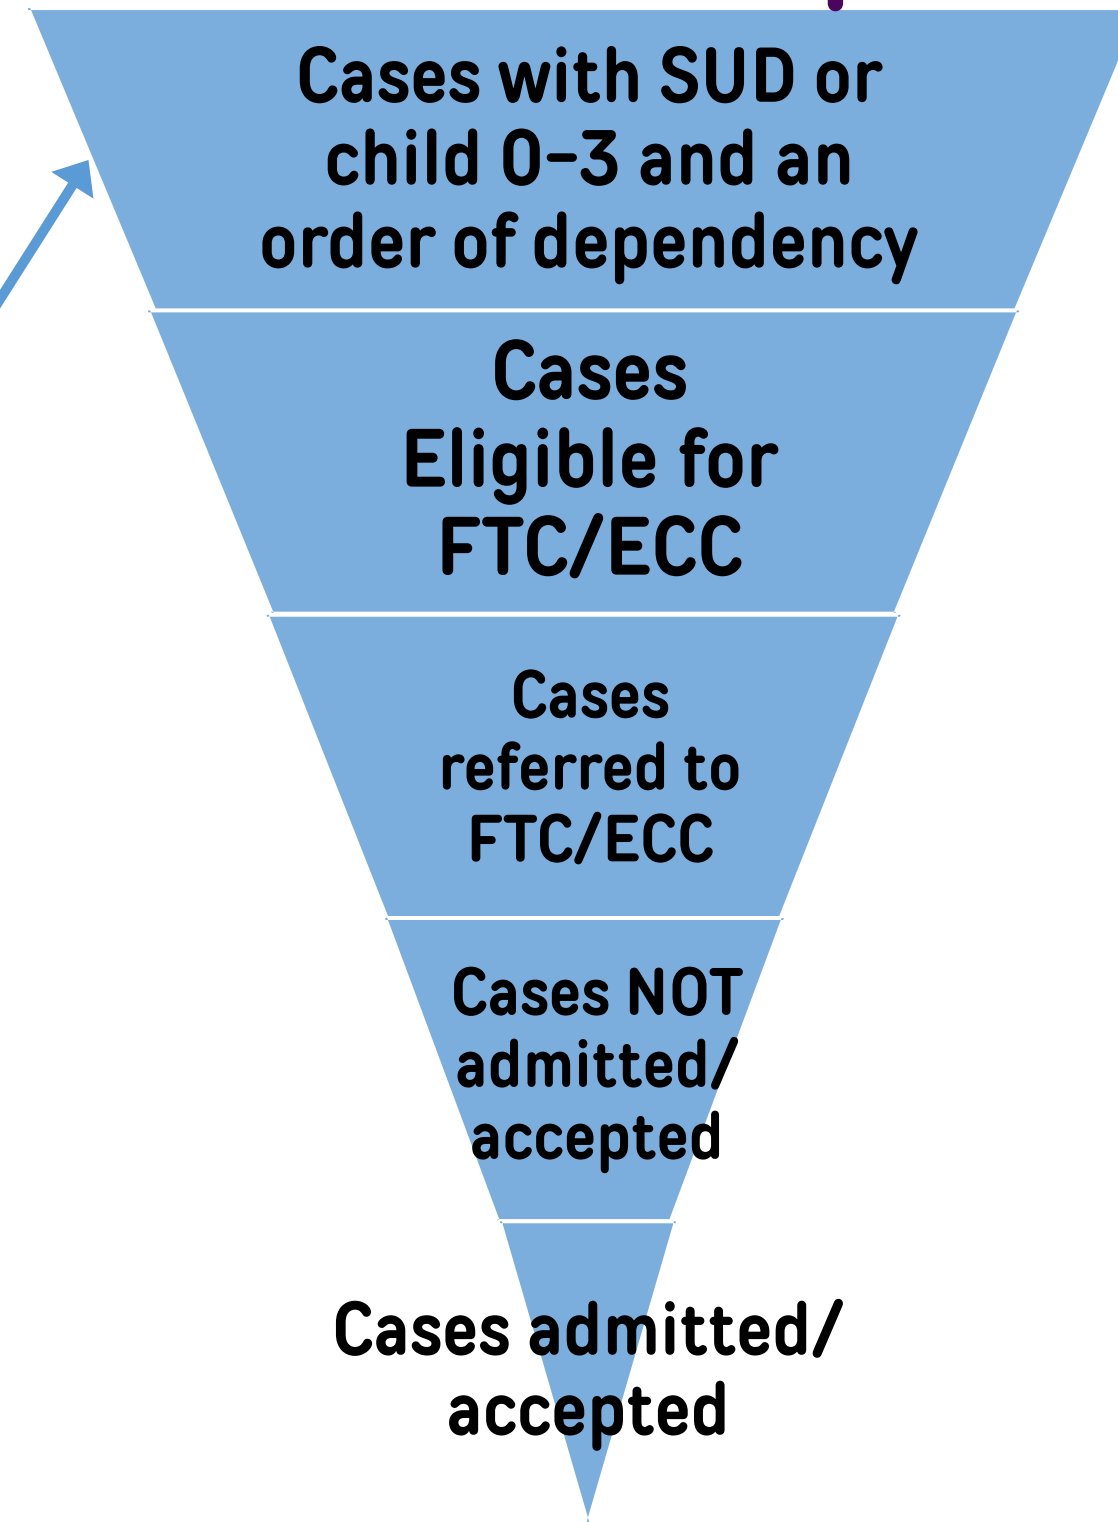 Cases with SUD or
child 0-3 and an
order of dependency
Cases
Eligible for
FTC/ECC
Cases
referred to
FTC/ECC
Cases NOT
admitted/
accepted
Cases admitted/
accepted